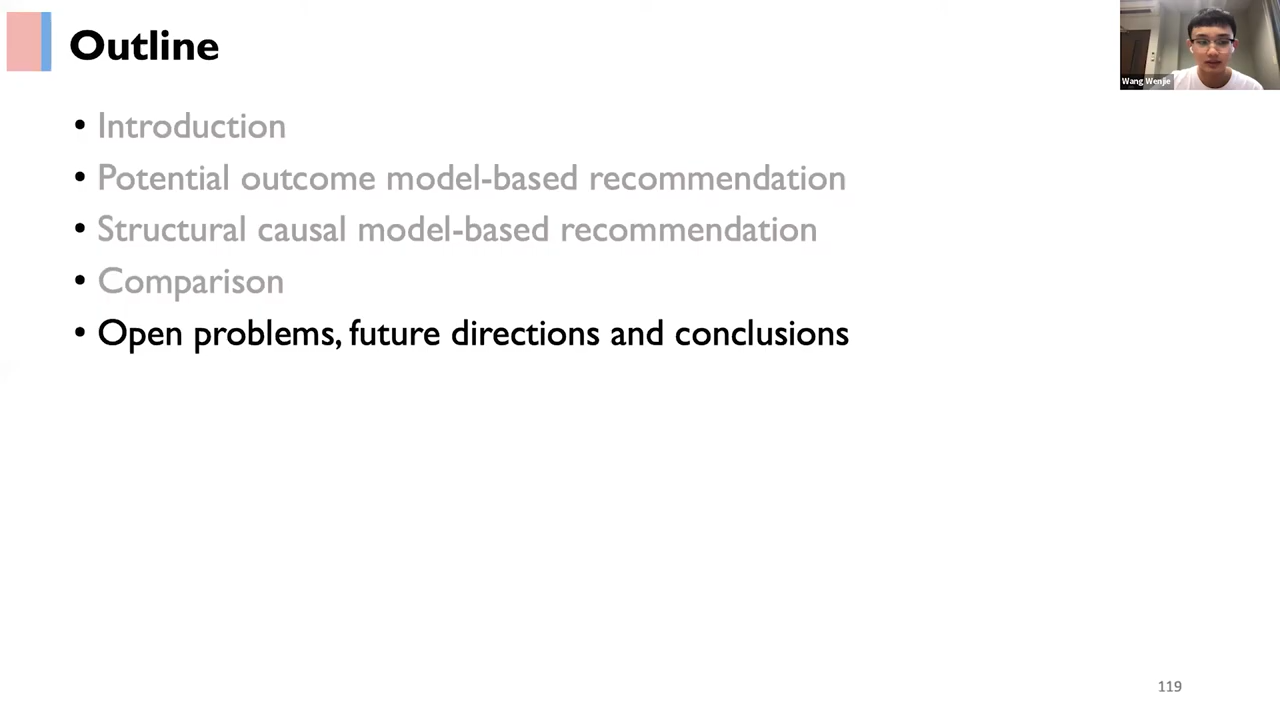 Outline
Wang Wenjie
• Introduction
• Potential outcome model-based recommendation
• Structural causal model-based recommendation
• Comparison
• Open problems, future directions and conclusions
119